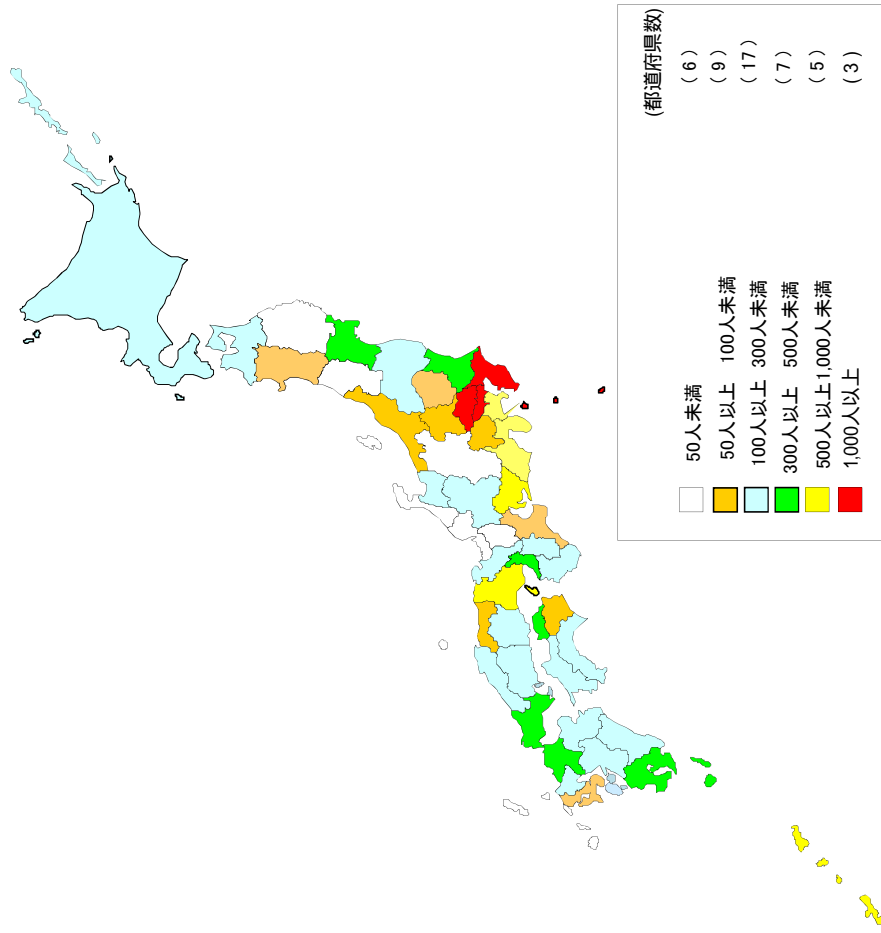 (都道府県数)
50人未満 (6)
50人以上 100人未満 (9)
100人以上 300人未満 (17)
300人以上 500人未満 (7)
500人以上1,000人未満 (5)
1,000人以上 (3)